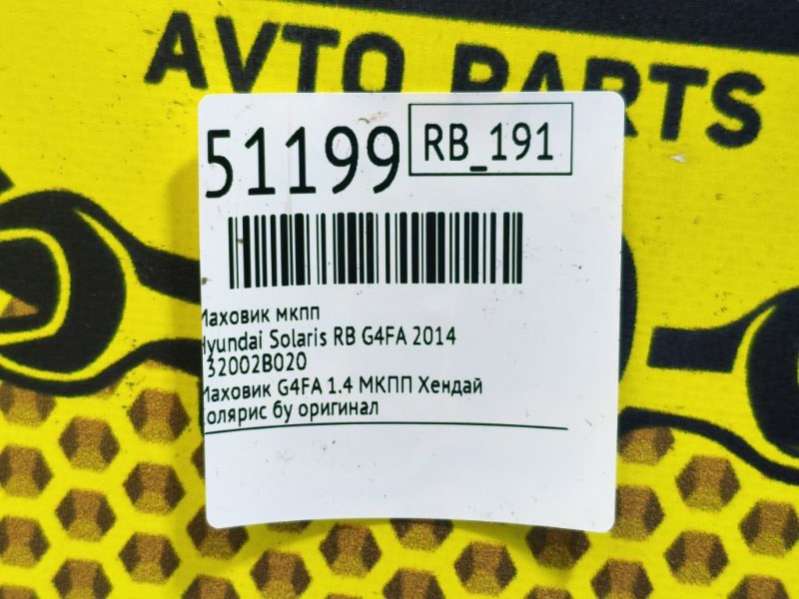 AVTO PARTS
51199
RB_191
Маховик мкпп
Hyundai Solaris RB G4FA 2014
32002B020
Маховик G4FA 1.4 МКПП Хендай
олярис бу оригинал